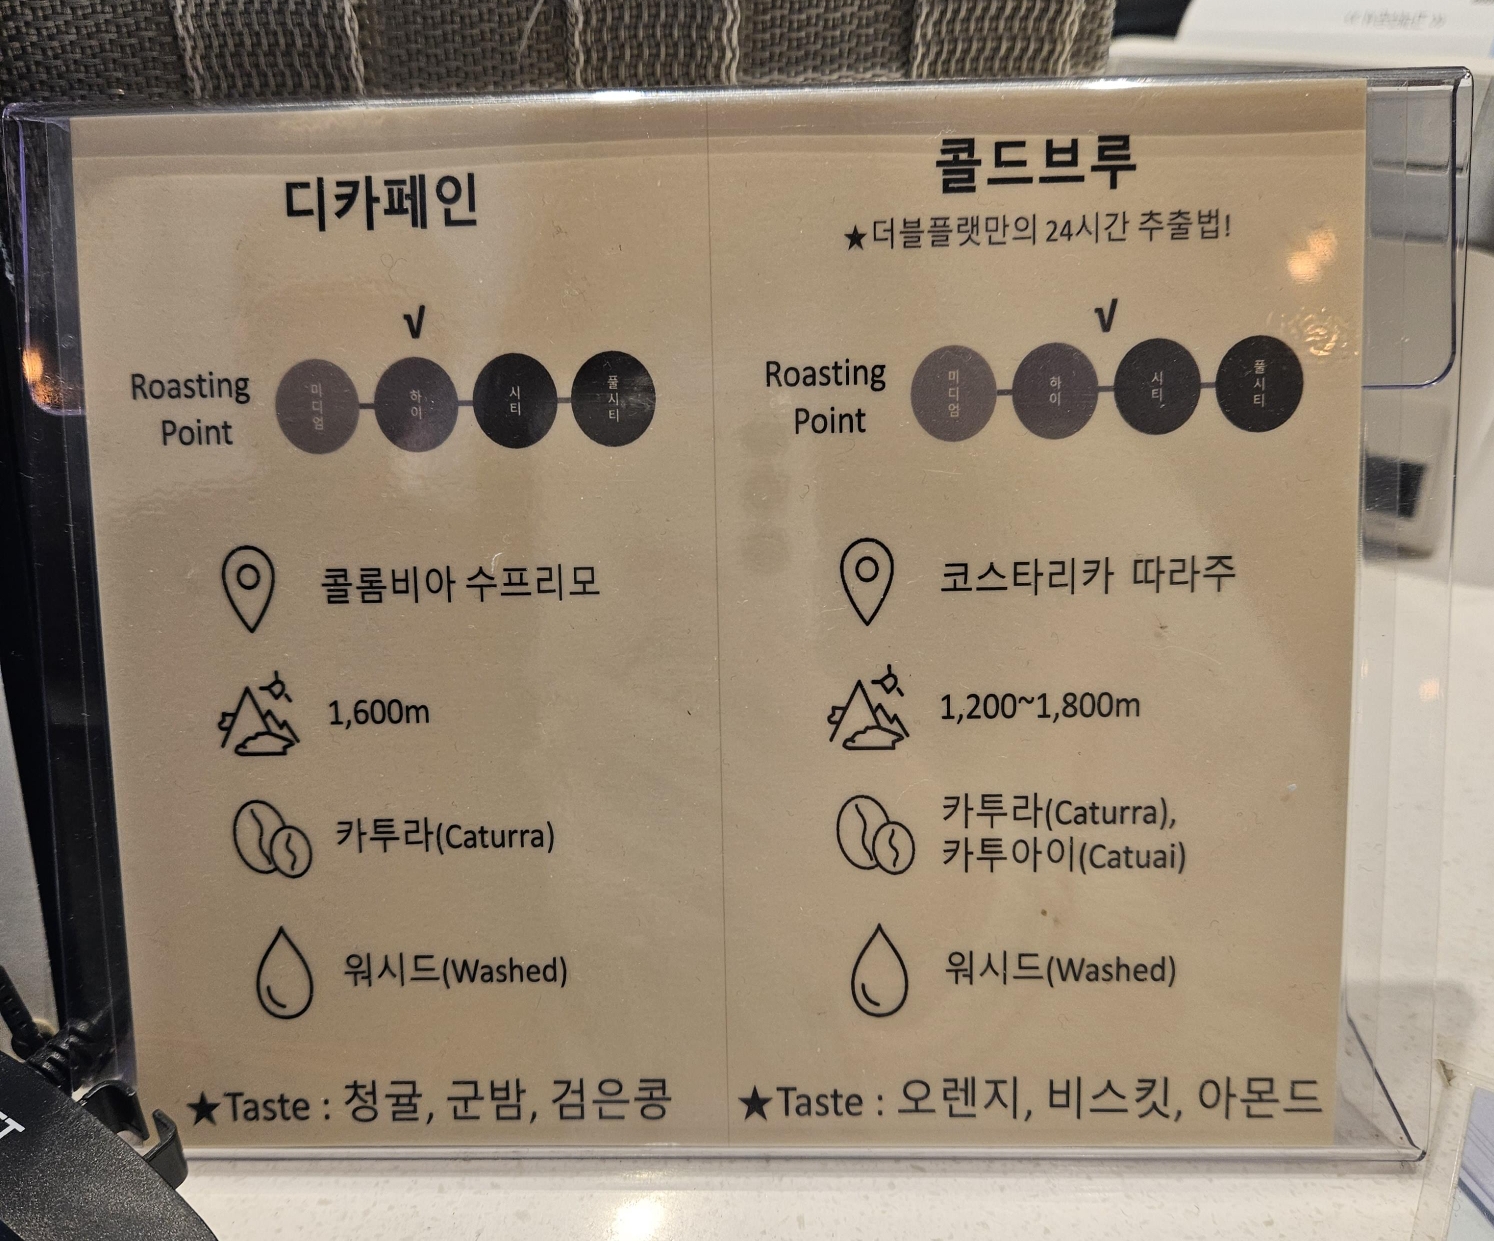 디카페인
√
Roasting
Point
미디엄
하이
시티
풀시티
콜롬비아 수프리모
1,600m
카투라(Caturra)
워시드(Washed)
★Taste : 청귤, 군밤, 검은콩
콜드브루
★더블플랫만의 24시간 추출법!
√
Roasting
Point
미디엄
하이
시티
풀시티
코스타리카 따라주
1,200~1,800m
카투라(Caturra),
카투아이(Catuai)
워시드(Washed)
★Taste : 오렌지, 비스킷, 아몬드